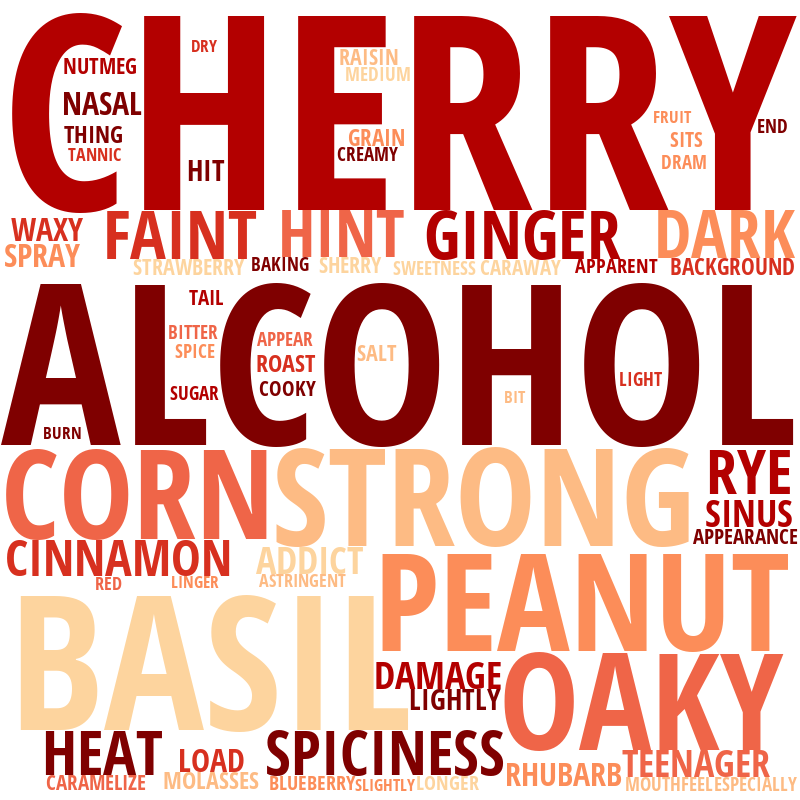 CHERRY
DRY
RAISIN
NUTMEG
MEDIUM
NASAL
FRUIT
END
THING
GRAIN
SITS
TANNIC
CREAMY
DRAM
HIT
WAXY
FAINT
HINT
GINGER
DARK
SPRAY
STRAWBERRY
BAKING
SHERRY
SWEETNESS
CARAWAY
APPARENT
BACKGROUND
ALCOHOL
TAIL
BITTER
APPEAR
SPICE
SALT
ROAST
LIGHT
SUGAR
COOKY
BIT
BURN
CORN
STRONG
RYE
SINUS
APPEARANCE
CINNAMON
ADDICT
RED
LINGER
ASTRINGENT
PEANUT
BASIL
OAKY
DAMAGE
LIGHTLY
HEAT
LOAD
SPICINESS
TEENAGER
RHUBARB
CARAMELIZE
MOLASSES
BLUEBERRY
SLIGHTLY
LONGER
MOUTHFEEL
ESPECIALLY